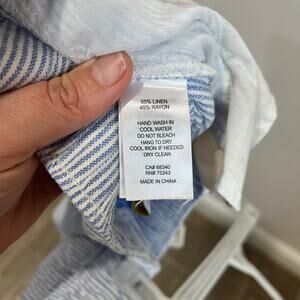 55% LINEN
45% RAYON
HAND WASH IN
COOL WATER
DO NOT BLEACH
HANG TO DRY
COOL IRON IF NEEDED
DRY CLEAN
CA# 68340
RN# 75343
MADE IN CHINA